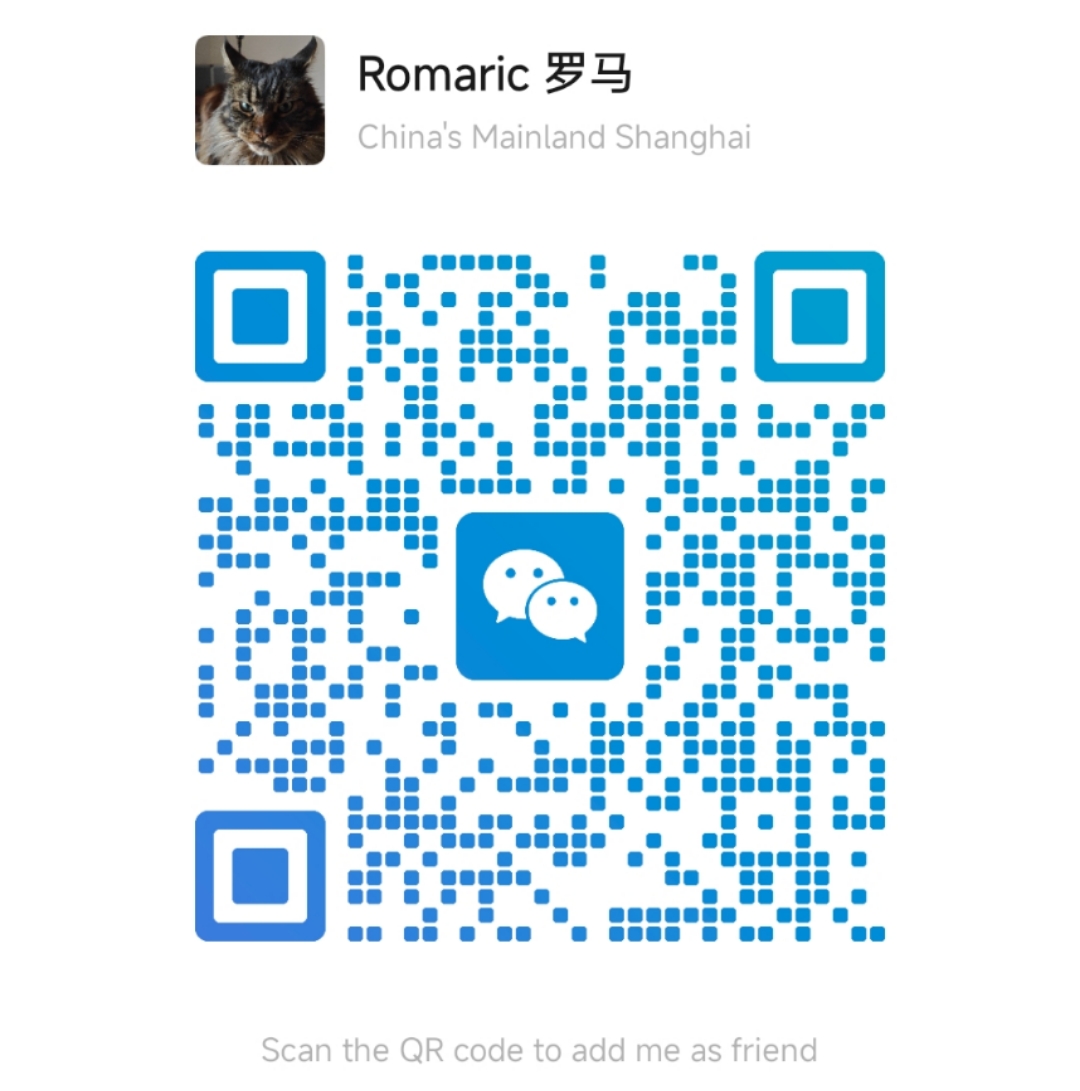 Romaric 罗马
China's Mainland Shanghai
Scan the QR code to add me as friend